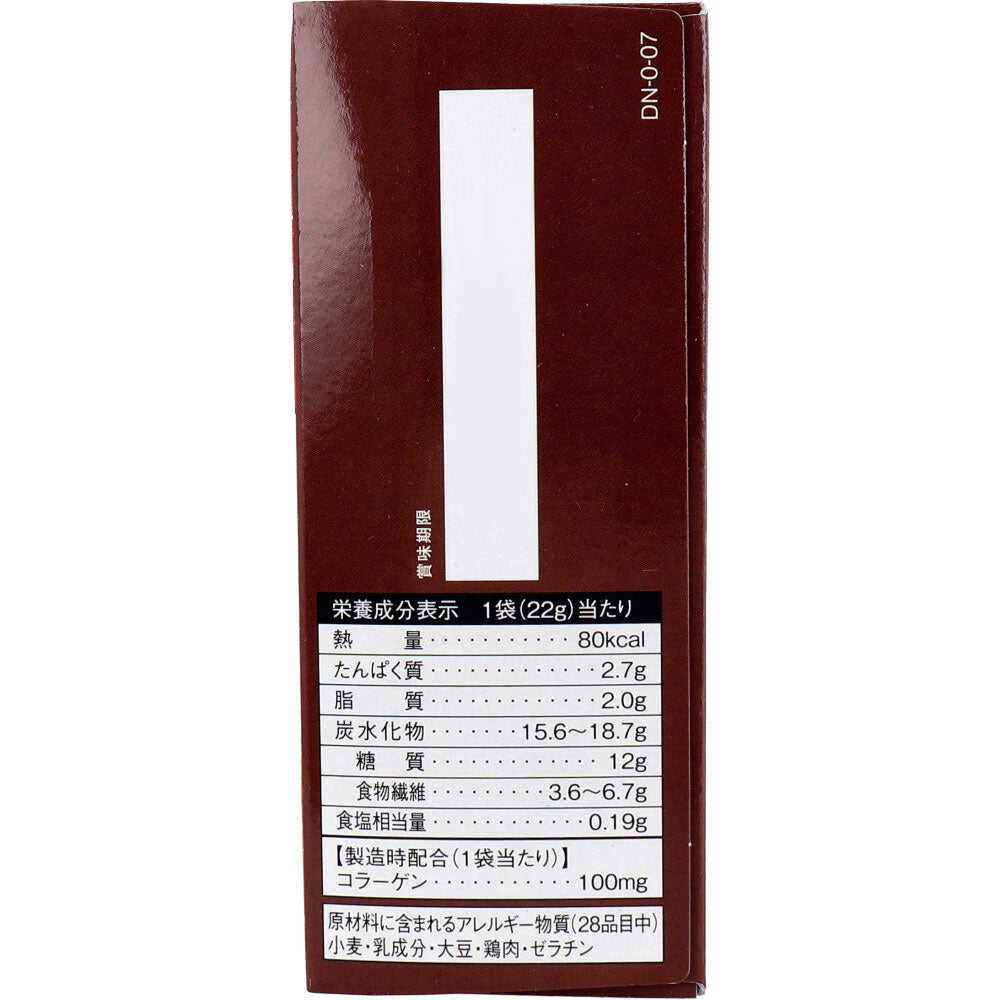 DN-0-07
賞味期限
栄養成分表示 1袋(22g)当たり
熱量・・・・・・・・・・・80kcal
たんぱく質・・・・・・・・・・・・・2.7g
脂質・・・・・・・・・・・・・2.0g
炭水化物・・・・・・・15.6〜18.7g
糖質・・・・・・・・・・・・・12g
食物繊維・・・・・・・・3.6〜6.7g
食塩相当量・・・・・・・・・・・・0.19g
【製造時配合(1袋当たり)】
コラーゲン・・・・・・・・・・・100mg
原材料に含まれるアレルギー物質(28品目中)
小麦・乳成分・大豆・鶏肉・ゼラチン